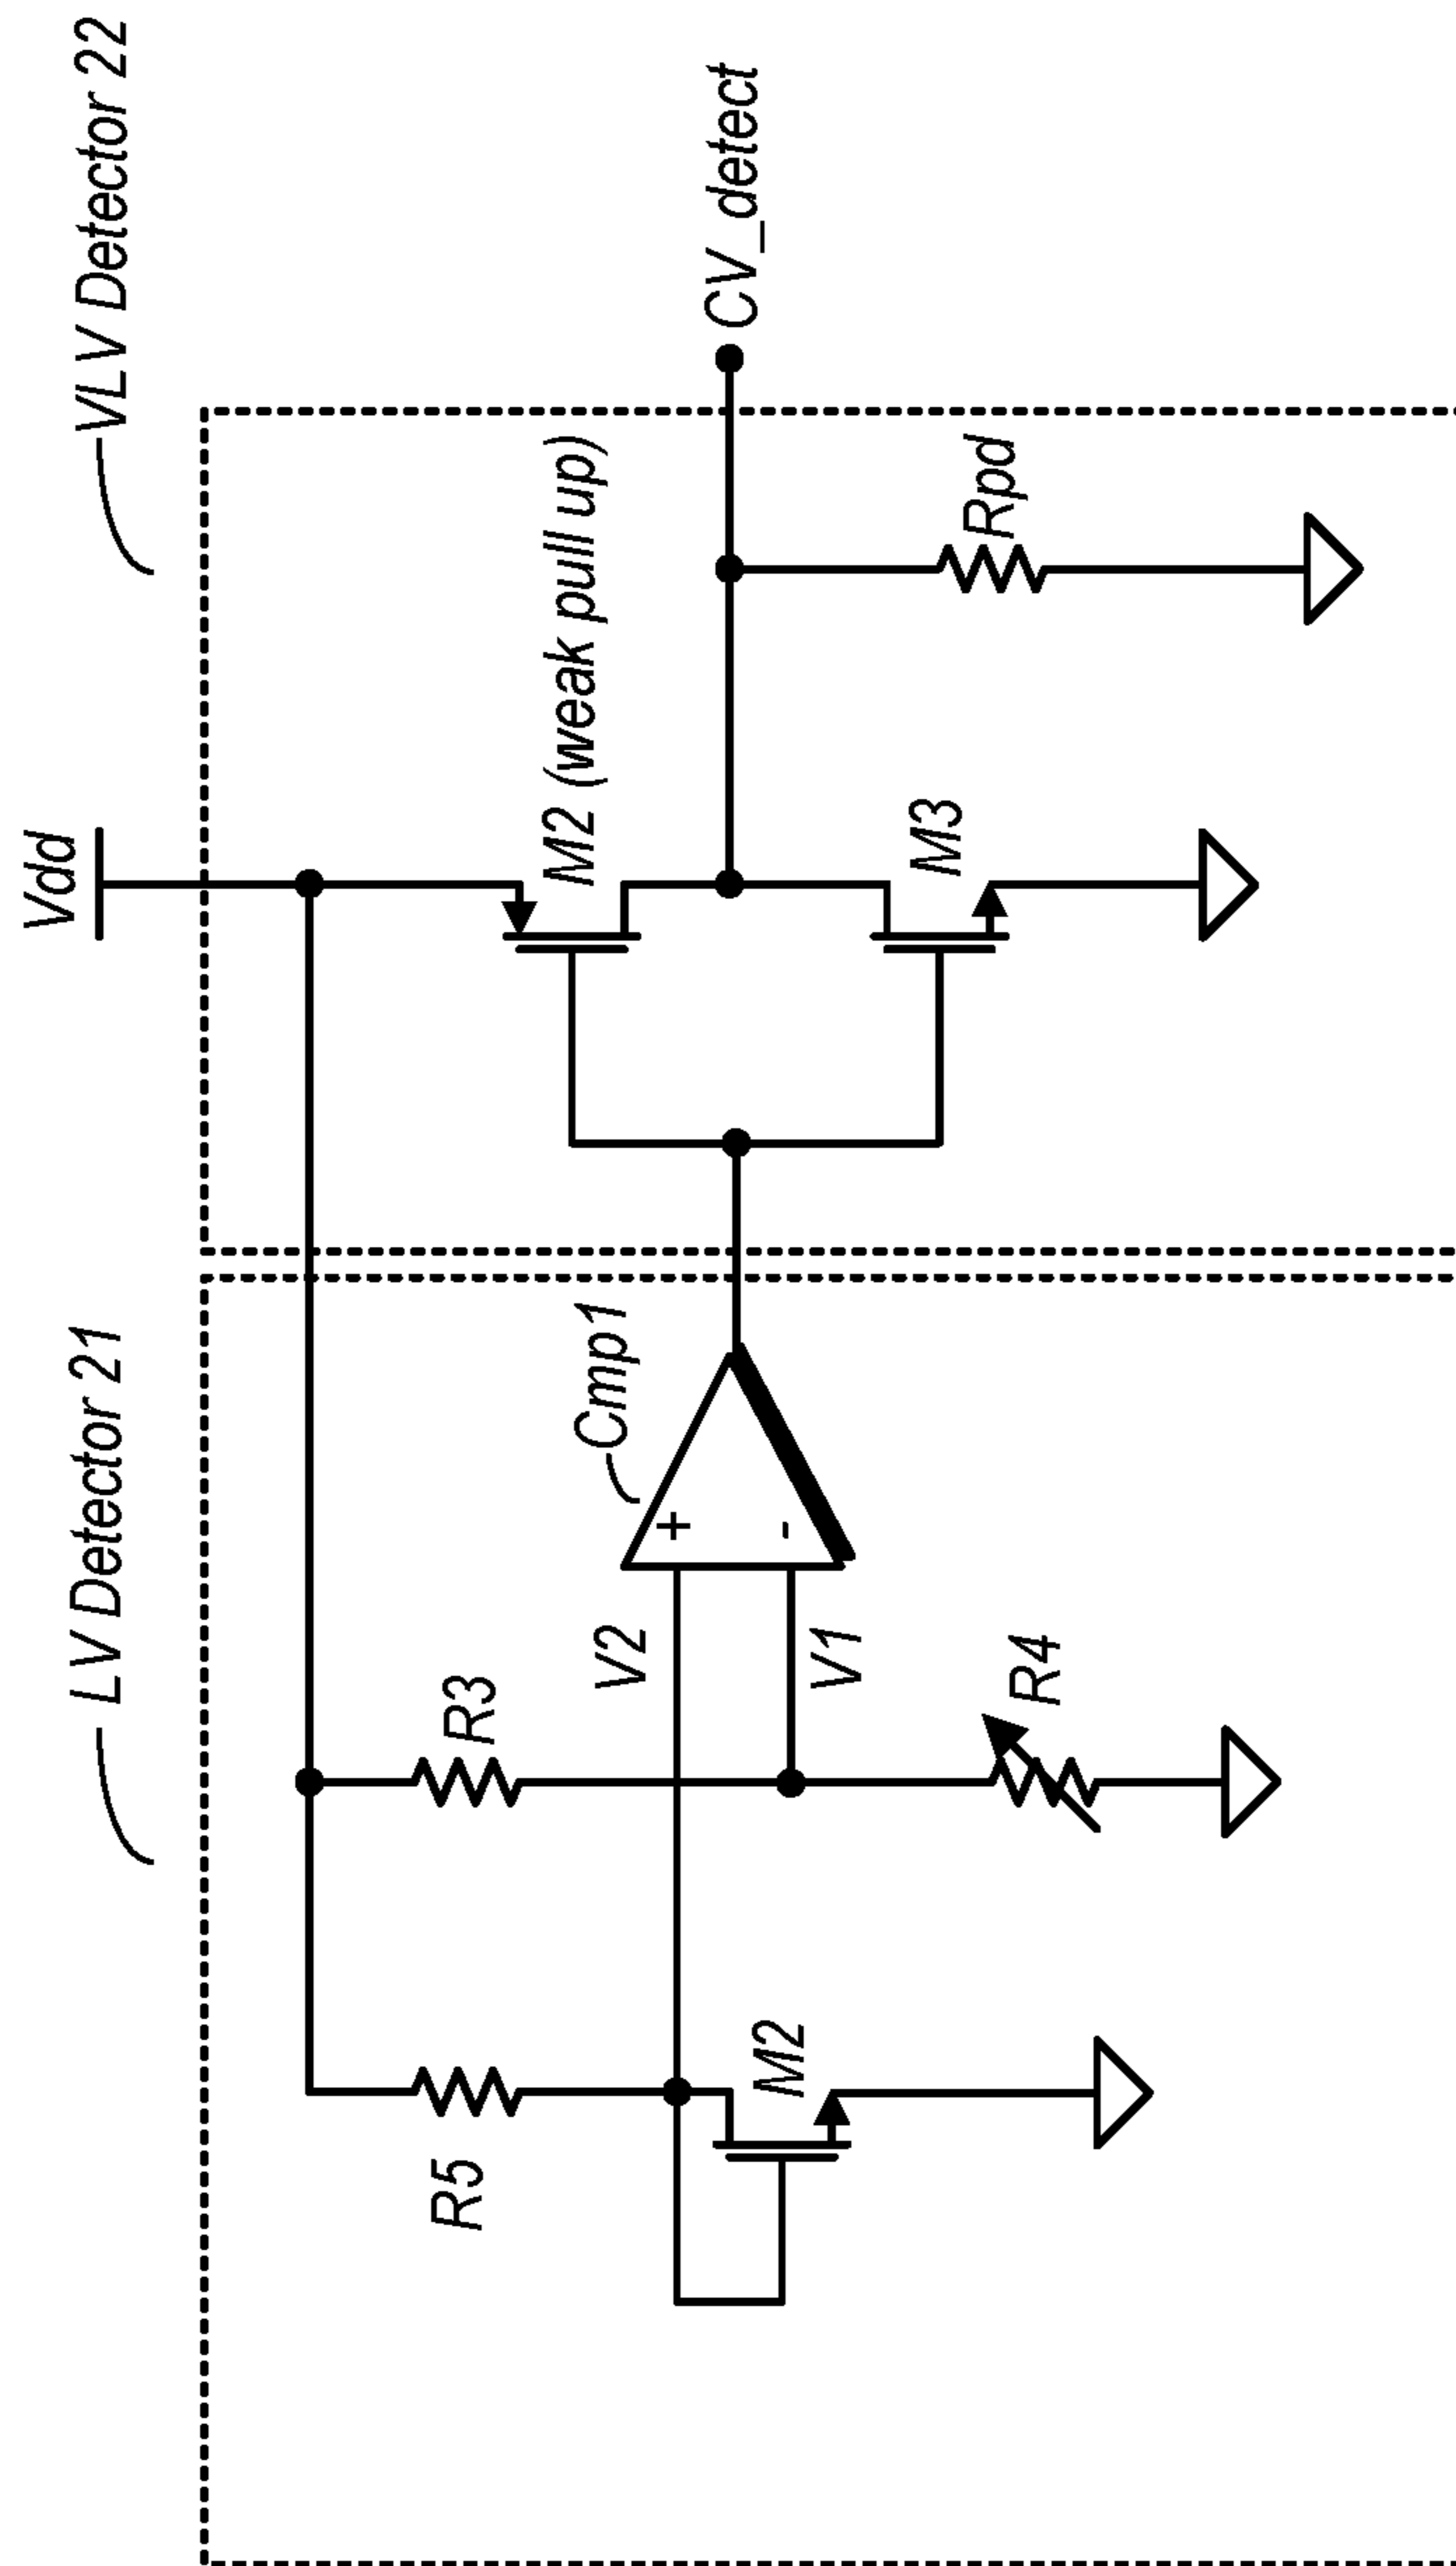 LV Detector 21
VLV Detector 22
Vdd
R5
R3
M2 (weak pull up)
Cmp1
V2
+
CV_detect
M2
-
V1
M3
R4
Rpd